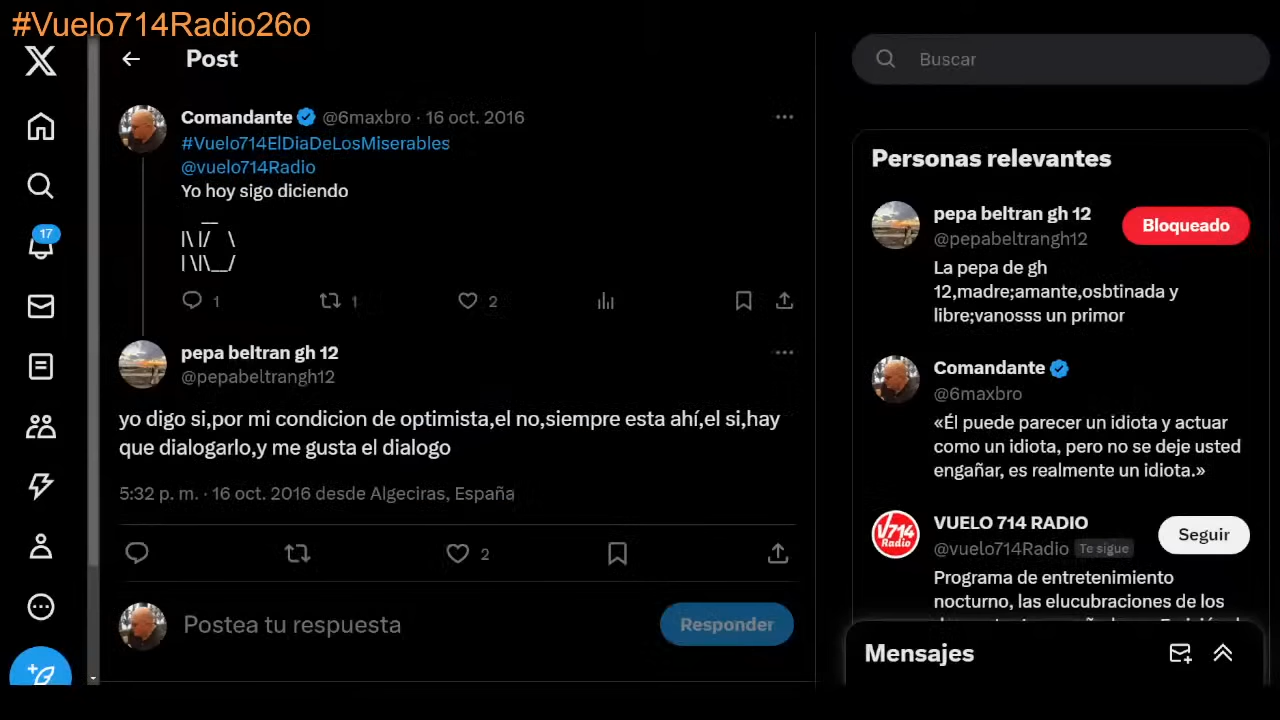 #Vuelo714Radio26o
Post
Buscar
Comandante @6maxbro · 16 oct. 2016
#Vuelo714ElDiaDeLosMiserables
@vuelo714Radio
Yo hoy sigo diciendo
__
|\ |/ \
| \|\__/
1 1 2
pepa beltran gh 12
@pepabeltrangh12
yo digo si,por mi condicion de optimista,el no,siempre esta ahí,el si,hay
que dialogarlo,y me gusta el dialogo
5:32 p. m. · 16 oct. 2016 desde Algeciras, España
2
Postea tu respuesta
Responder
17
Personas relevantes
pepa beltran gh 12
@pepabeltrangh12
Bloqueado
La pepa de gh
12,madre;amante,osbtinada y
libre;vanosss un primor
Comandante
@6maxbro
«Él puede parecer un idiota y actuar
como un idiota, pero no se deje usted
engañar, es realmente un idiota.»
V714
Radio
VUELO 714 RADIO
@vuelo714Radio Te sigue
Seguir
Programa de entretenimiento
nocturno, las elucubraciones de los
Mensajes